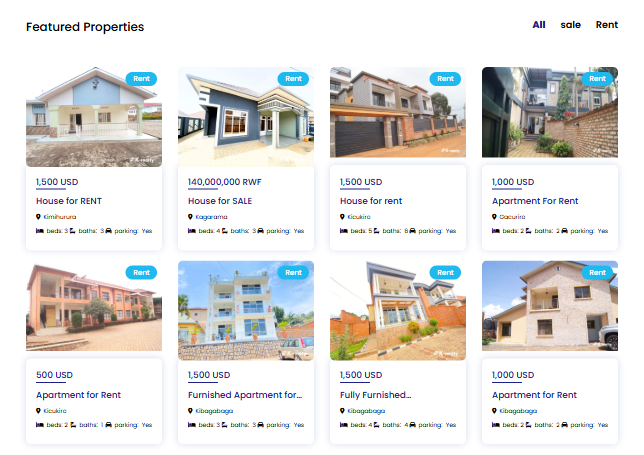 Featured Properties
All sale Rent
Rent Rent Rent Rent
1,500 USD
House for RENT
Kimihurura
beds: 3 baths: 3 parking: Yes
140,000,000 RWF
House for SALE
Kagarama
beds: 4 baths: 3 parking: Yes
1,500 USD
House for rent
Kicukiro
beds: 5 baths: 6 parking: Yes
1,000 USD
Apartment For Rent
Gacuriro
beds: 2 baths: 2 parking: Yes
Rent Rent Rent Rent
500 USD
Apartment for Rent
Kicukiro
beds: 2 baths: 1 parking: Yes
1,500 USD
Furnished Apartment for...
Kibagabaga
beds: 3 baths: 3 parking: Yes
1,500 USD
Fully Furnished...
Kibagabaga
beds: 4 baths: 4 parking: Yes
1,000 USD
Apartment for Rent
Kibagabaga
beds: 2 baths: 2 parking: Yes